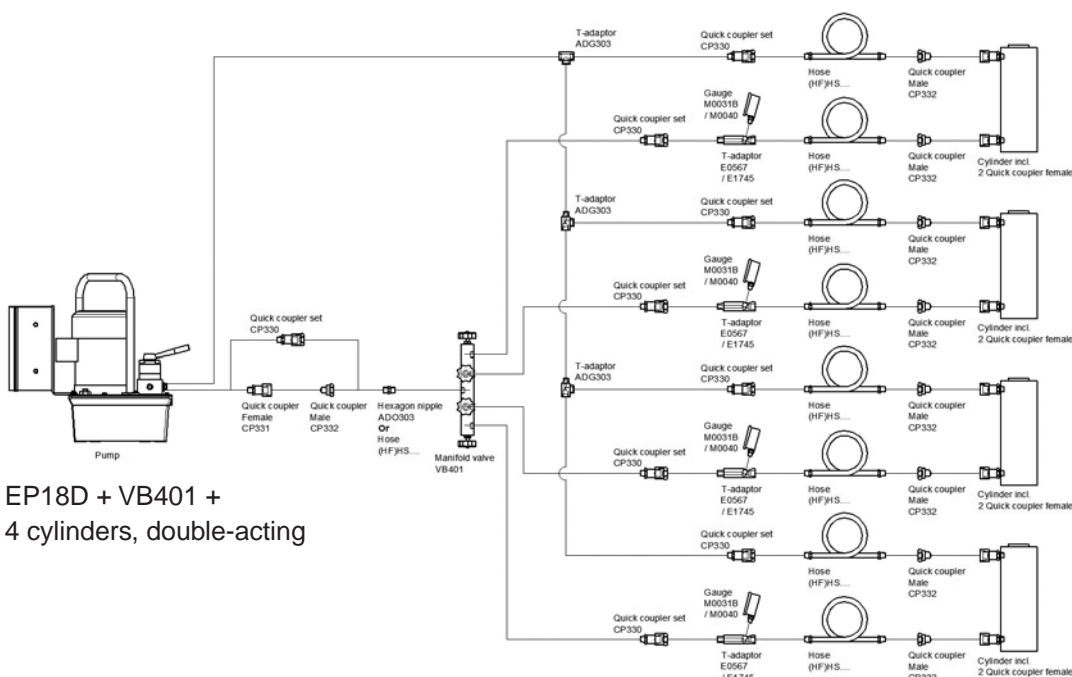 T-adaptor
ADG303
Quick coupler set
CP330
Hose
(HF)HS....
Quick coupler
Male
CP332
Gauge
M0031B
/ M0040
Quick coupler set
CP330
T-adaptor
E0567
/ E1745
Hose
(HF)HS....
Quick coupler
Male
CP332
Cylinder incl.
2 Quick coupler female
T-adaptor
ADG303
Quick coupler set
CP330
Hose
(HF)HS....
Quick coupler
Male
CP332
Gauge
M0031B
/ M0040
Quick coupler set
CP330
T-adaptor
E0567
/ E1745
Hose
(HF)HS....
Quick coupler
Male
CP332
Cylinder incl.
2 Quick coupler female
Quick coupler set
CP330
Quick coupler
Female
CP331
Quick coupler
Male
CP332
Hexagon nipple
ADO303
Or
Hose
(HF)HS....
Manifold valve
VB401
Pump
T-adaptor
ADG303
Quick coupler set
CP330
Hose
(HF)HS....
Quick coupler
Male
CP332
Gauge
M0031B
/ M0040
Quick coupler set
CP330
T-adaptor
E0567
/ E1745
Hose
(HF)HS....
Quick coupler
Male
CP332
Cylinder incl.
2 Quick coupler female
EP18D + VB401 +
4 cylinders, double-acting
Quick coupler set
CP330
Hose
(HF)HS....
Quick coupler
Male
CP332
Gauge
M0031B
/ M0040
Quick coupler set
CP330
T-adaptor
E0567
/ E1745
Hose
(HF)HS....
Quick coupler
Male
CP332
Cylinder incl.
2 Quick coupler female